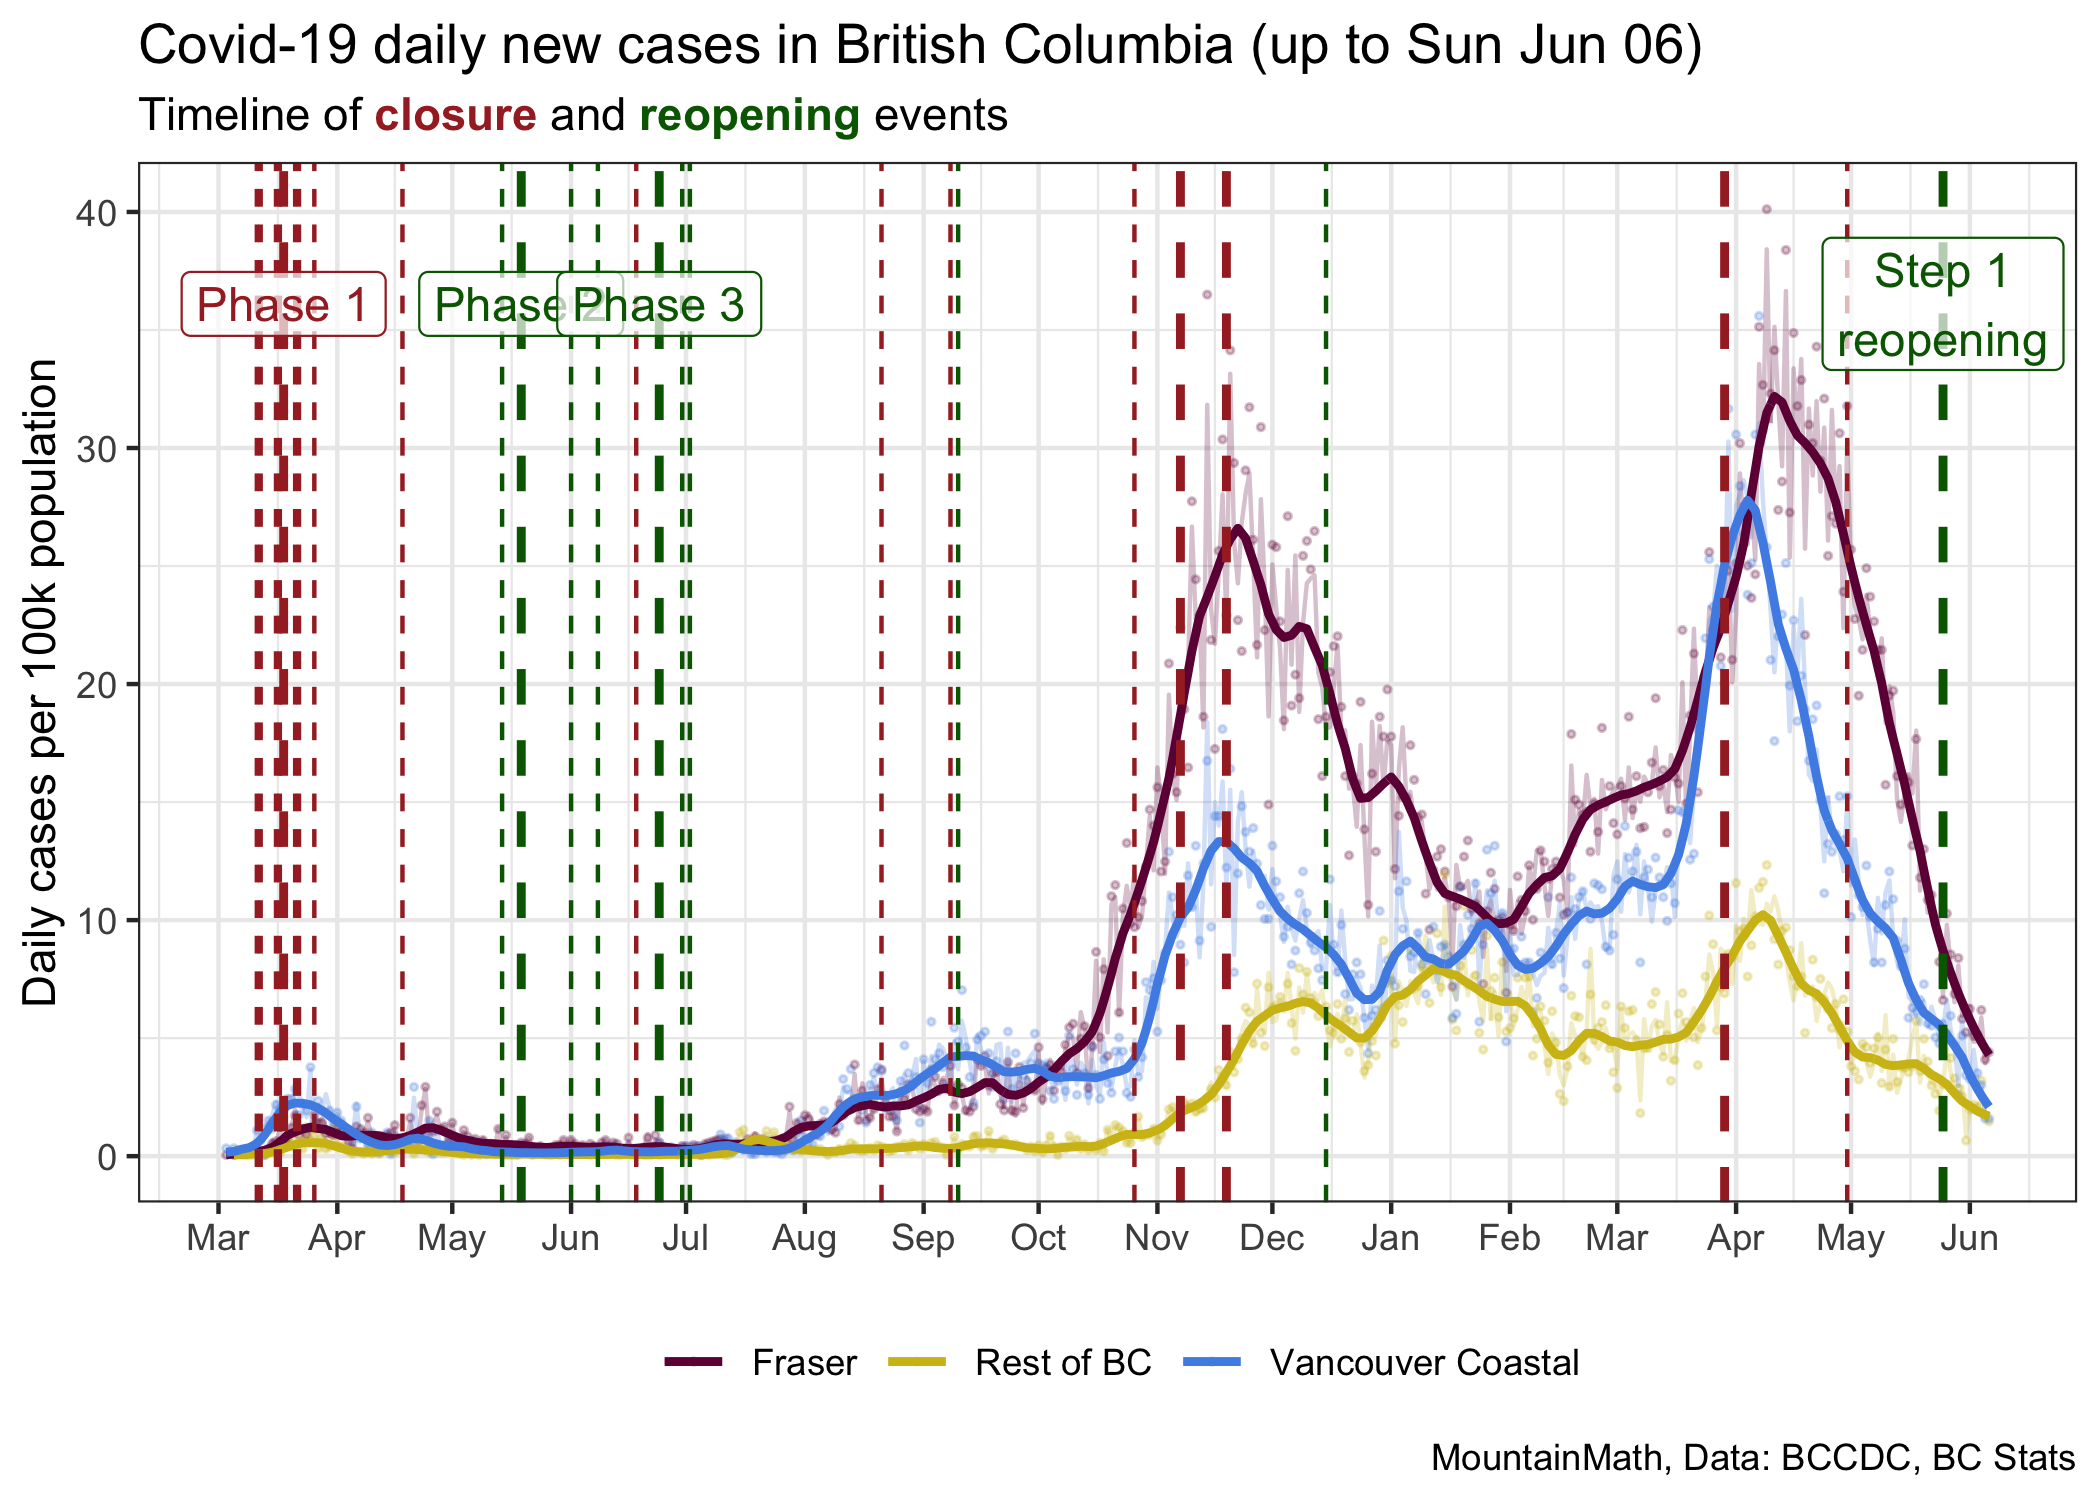 Covid-19 daily new cases in British Columbia (up to Sun Jun 06)
Timeline of closure and reopening events
Daily cases per 100k population
40
30
20
10
0
Phase 1
Phase 2
Phase 3
Step 1
reopening
Mar Apr May Jun Jul Aug Sep Oct Nov Dec Jan Feb Mar Apr May Jun
Fraser Rest of BC Vancouver Coastal
MountainMath, Data: BCCDC, BC Stats